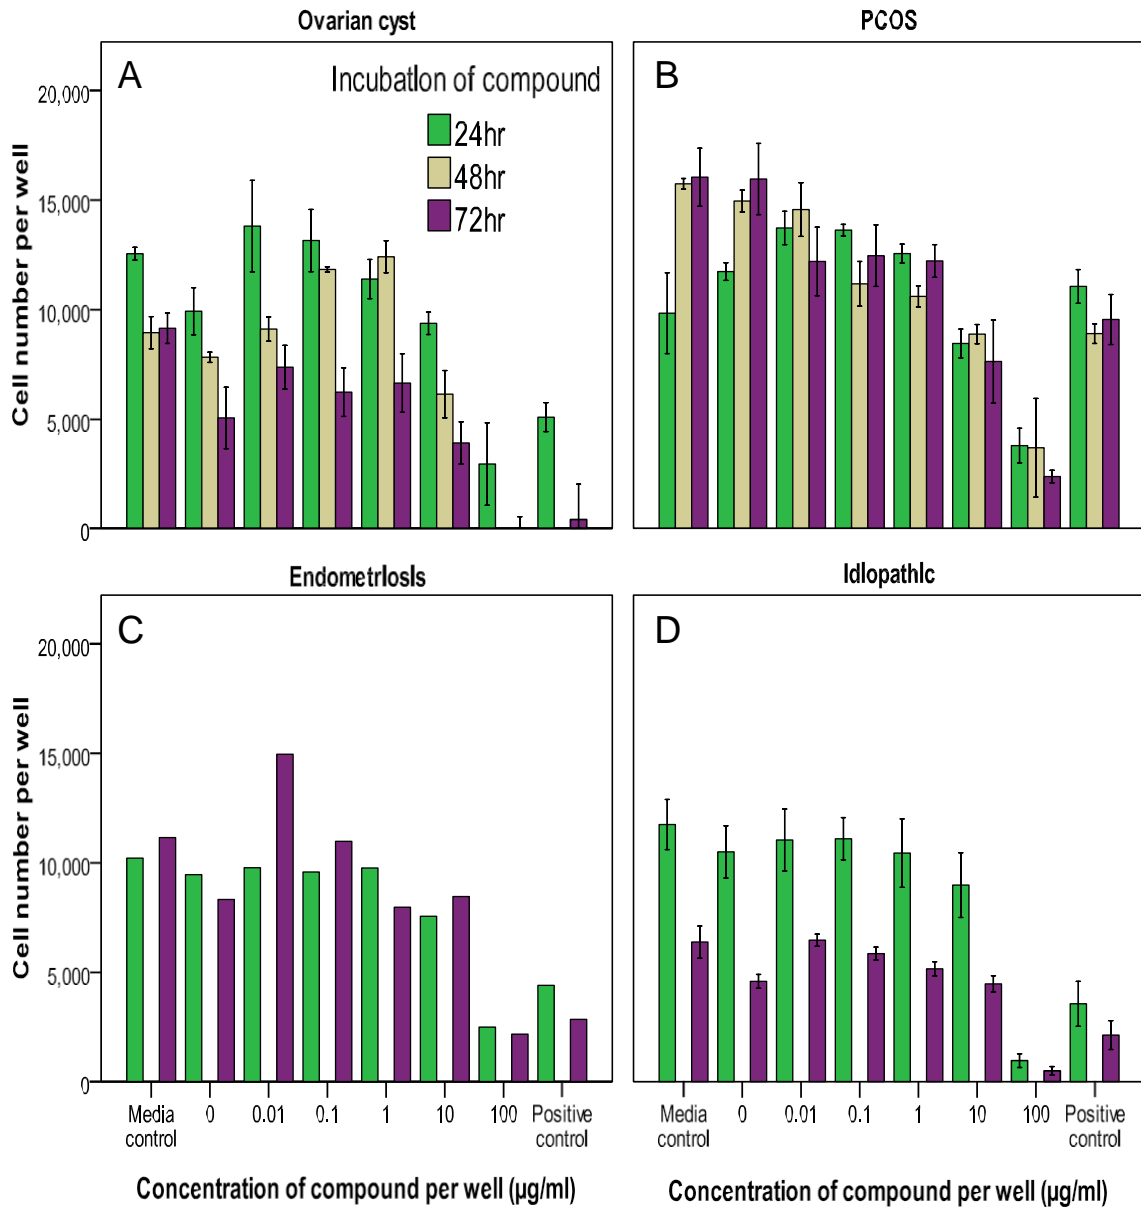 Ovarian cyst
PCOS
A
Incubation of compound
24hr
48hr
72hr
20,000
15,000
10,000
5,000
0
Cell number per well
B
Endometriosis
Idiopathic
C
20,000
15,000
10,000
5,000
0
Cell number per well
D
Media control 0 0.01 0.1 1 10 100 Positive control
Media control 0 0.01 0.1 1 10 100 Positive control
Concentration of compound per well (µg/ml)
Concentration of compound per well (µg/ml)